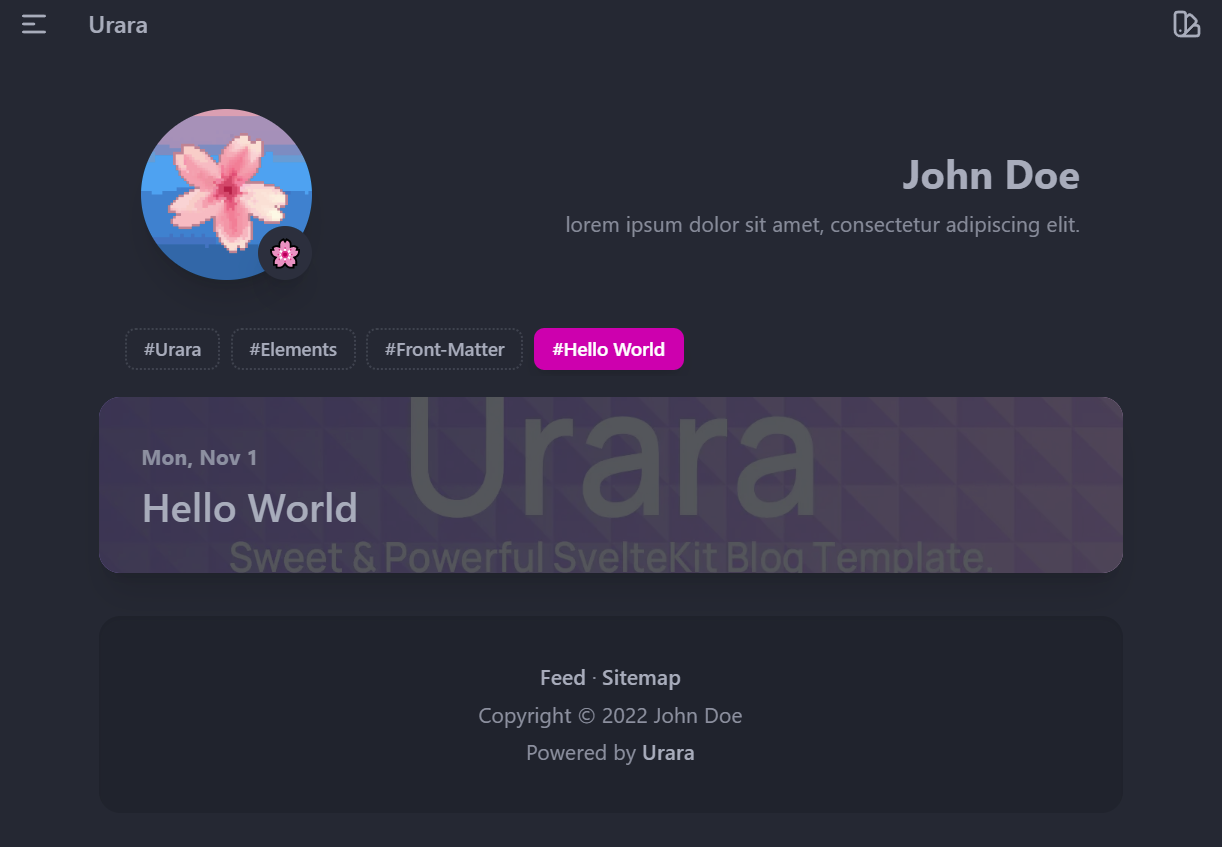 Urara
John Doe
lorem ipsum dolor sit amet, consectetur adipiscing elit.
#Urara #Elements #Front-Matter #Hello World
Urara
Mon, Nov 1
Hello World
Sweet & Powerful SvelteKit Blog Template.
Feed · Sitemap
Copyright © 2022 John Doe
Powered by Urara